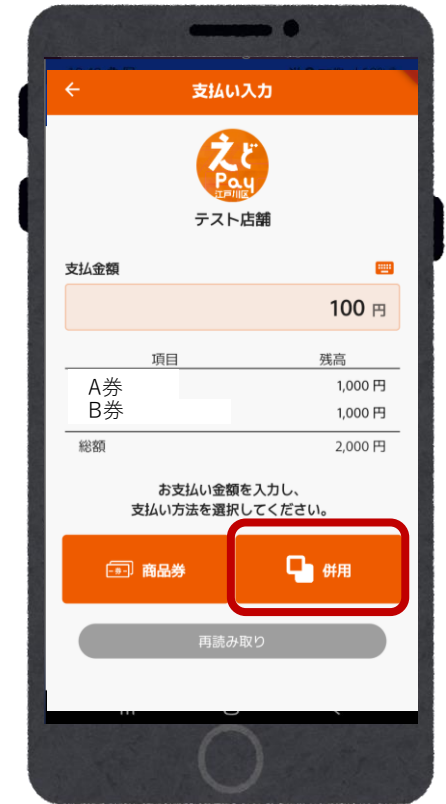 支払い入力
えど
Pay
江戸川区
テスト店舗
支払金額
100 円
項目 残高
A券 1,000 円
B券 1,000 円
総額 2,000 円
お支払い金額を入力し、
支払い方法を選択してください。
商品券 併用
再読み取り